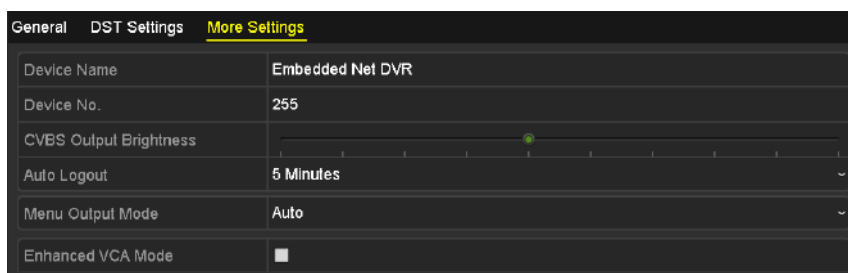 General DST Settings More Settings
Device Name Embedded Net DVR
Device No. 255
CVBS Output Brightness
Auto Logout 5 Minutes
Menu Output Mode Auto
Enhanced VCA Mode